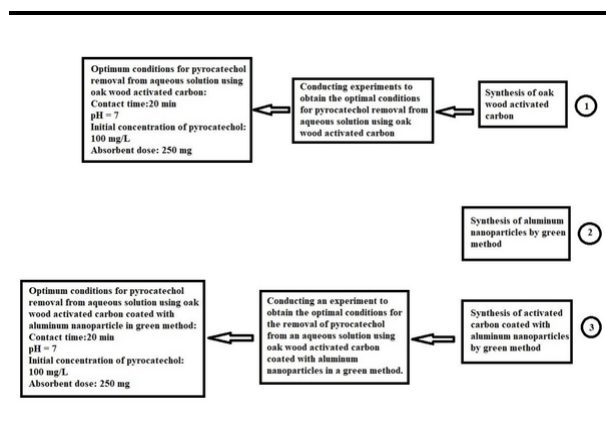 Optimum conditions for pyrocatechol
removal from aqueous solution using
oak wood activated carbon:
Contact time:20 min
pH = 7
Initial concentration of pyrocatechol:
100 mg/L
Absorbent dose: 250 mg
Conducting experiments to
obtain the optimal conditions
for pyrocatechol removal from
aqueous solution using oak
wood activated carbon
Synthesis of oak
wood activated
carbon
1
Synthesis of aluminum
nanoparticles by green
method
2
Optimum conditions for pyrocatechol
removal from aqueous solution using oak
wood activated carbon coated with
aluminum nanoparticle in green method:
Contact time:20 min
pH = 7
Initial concentration of pyrocatechol:
100 mg/L
Absorbent dose: 250 mg
Conducting an experiment to
obtain the optimal conditions for
the removal of pyrocatechol
from an aqueous solution using
oak wood activated carbon
coated with aluminum
nanoparticles in a green method.
Synthesis of activated
carbon coated with
aluminum nanoparticles
by green method
3